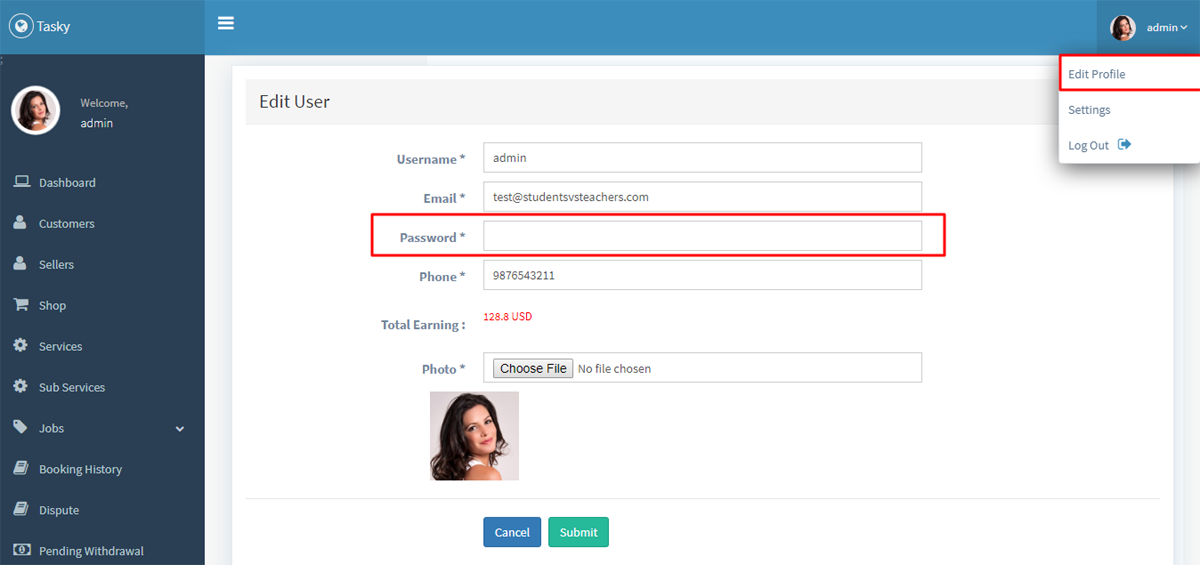 Tasky
admin
;
Welcome,
admin
Dashboard
Customers
Sellers
Shop
Services
Sub Services
Jobs
Booking History
Dispute
Pending Withdrawal
Edit Profile
Settings
Log Out
Edit User
Username * admin
Email * test@studentsvsteachers.com
Password *
Phone * 9876543211
Total Earning : 128.8 USD
Photo * Choose File No file chosen
Cancel Submit